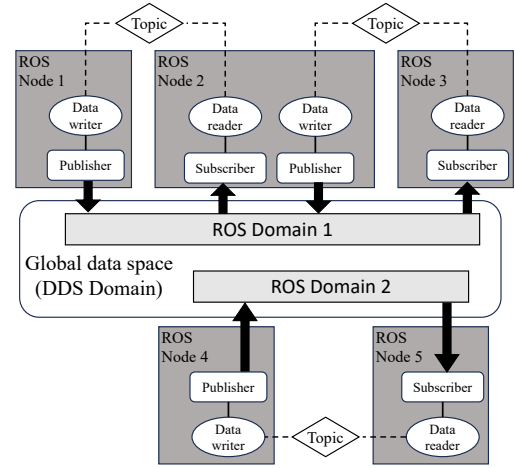 Topic
Topic
ROS
Node 1
Data
writer
Publisher
ROS
Node 2
Data
reader
Subscriber
Data
writer
Publisher
ROS
Node 3
Data
reader
Subscriber
ROS Domain 1
Global data space
(DDS Domain)
ROS Domain 2
ROS
Node 4
Publisher
Data
writer
Topic
ROS
Node 5
Subscriber
Data
reader